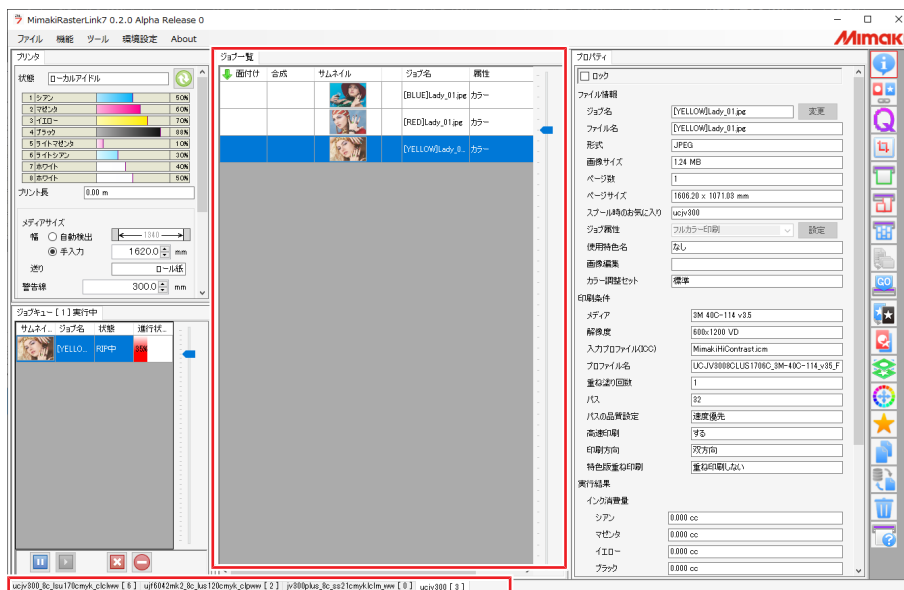 MimakiRasterLink7 0.2.0 Alpha Release 0
ファイル 機能 ツール 環境設定 About
Mimaki
プリンタ
状態 ローカルアイドル
1 シアン 50%
2 マゼンタ 60%
3 イエロー 70%
4 ブラック 88%
5 ライトマゼンタ 10%
6 ライトシアン 30%
7 ホワイト 40%
8 ホワイト 50%
プリント長 0.00 m
メディアサイズ
幅 自動検出 1340
手入力 1620.0 mm
送り ロール紙
警告線 300.0 mm
ジョブキュー [ 1 ] 実行中
サムネイ... ジョブ名 状態 進行状...
[YELLO... RIP中 35%
ジョブ一覧
面付け 合成 サムネイル ジョブ名 属性
[BLUE]Lady_01.jpg カラー
[RED]Lady_01.jpg カラー
[YELLOW]Lady_0... カラー
プロパティ
ロック
ファイル情報
ジョブ名 [YELLOW]Lady_01.jpg 変更
ファイル名 [YELLOW]Lady_01.jpg
形式 JPEG
画像サイズ 1.24 MB
ページ数 1
ページサイズ 1606.20 x 1071.03 mm
スプール時のお気に入り ucjv300
ジョブ属性 フルカラー印刷 設定
使用特色名 なし
画像編集
カラー調整セット 標準
印刷条件
メディア 3M 40C-114 v3.5
解像度 600x1200 VD
入力プロファイル(ICC) MimakiHiContrast.icm
プロファイル名 UCJV3008CLUS1706C_3M-40C-114_v35_F
重ね塗り回数 1
パス 32
パスの品質設定 速度優先
高速印刷 する
印刷方向 双方向
特色版重ね印刷 重ね印刷しない
実行結果
インク消費量
シアン 0.000 cc
マゼンタ 0.000 cc
イエロー 0.000 cc
ブラック 0.000 cc
GO
ucjv300_8c_lsu170cmyk_clclww [ 6 ] ujf6042mk2_8c_lus120cmyk_clpww [ 2 ] jv300plus_8c_ss21cmyklclm_ww [ 0 ] ucjv300 [ 3 ]